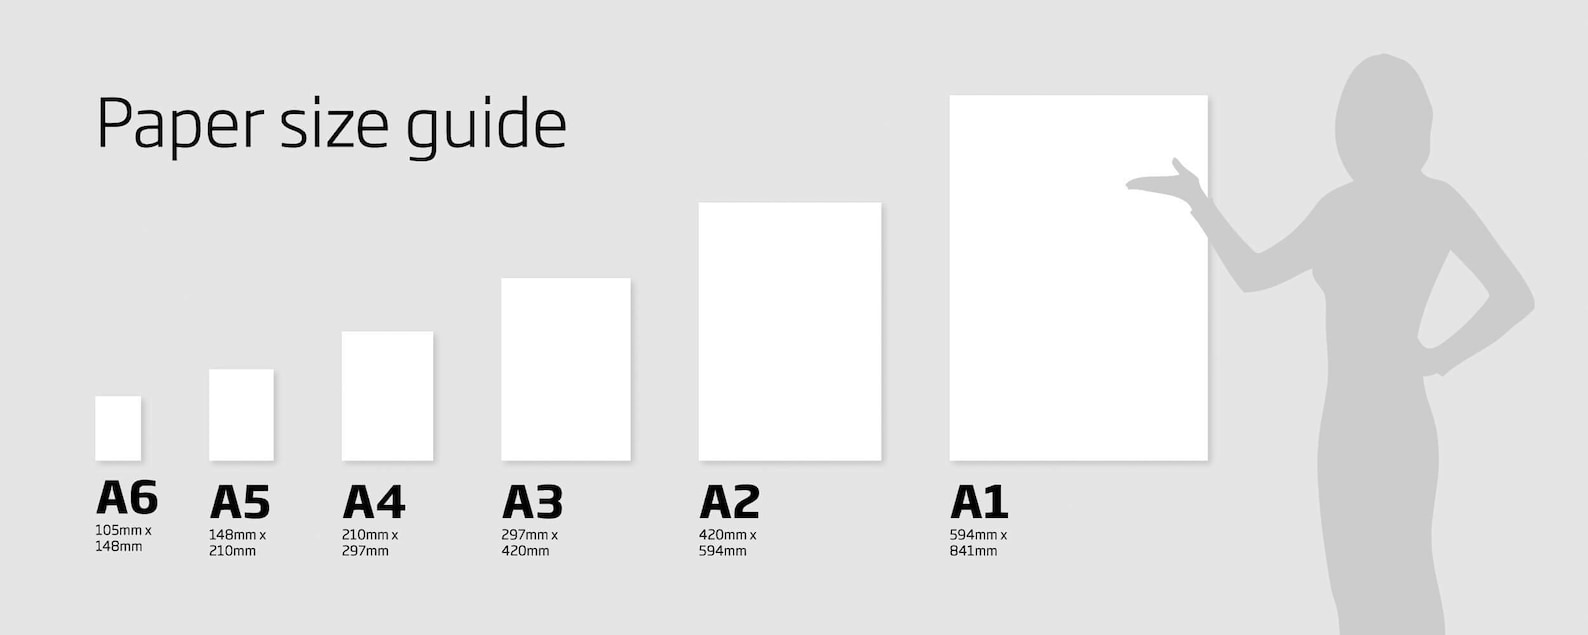 Paper size guide
A6
105mm x
148mm
A5
148mm x
210mm
A4
210mm x
297mm
A3
297mm x
420mm
A2
420mm x
594mm
A1
594mm x
841mm